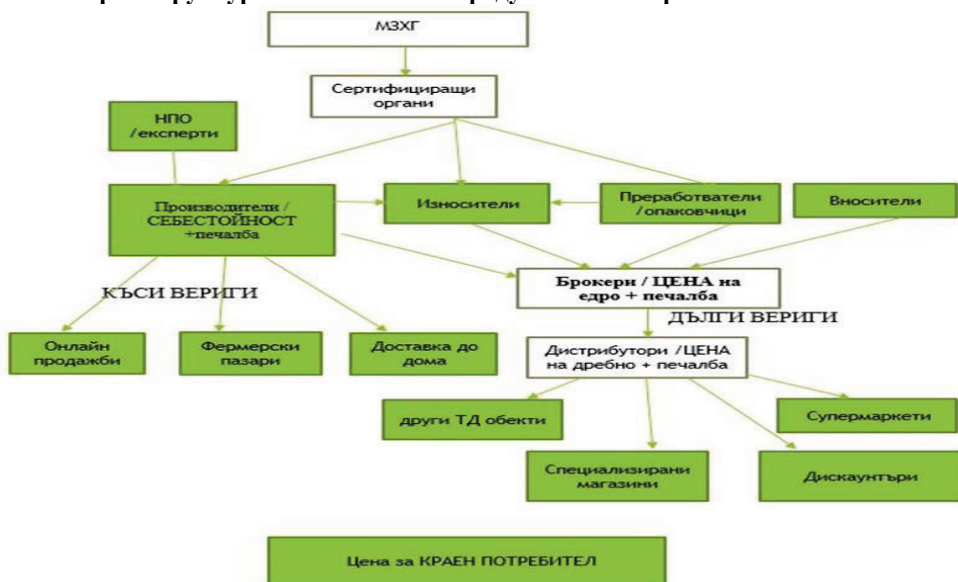 МЗХГ
Сертифициращи
органи
НПО
/експерти
Производители /
СЕБЕСТОЙНОСТ
+печалба
Износители
Преработватели
/опаковчици
Вносители
Брокери / ЦЕНА на
едро + печалба
КЪСИ ВЕРИГИ
ДЪЛГИ ВЕРИГИ
Онлайн
продажби
Фермерски
пазари
Доставка до
дома
Дистрибутори /ЦЕНА
на дребно + печалба
други ТД обекти
Супермаркети
Специализирани
магазини
Дискаунтъри
Цена за КРАЕН ПОТРЕБИТЕЛ